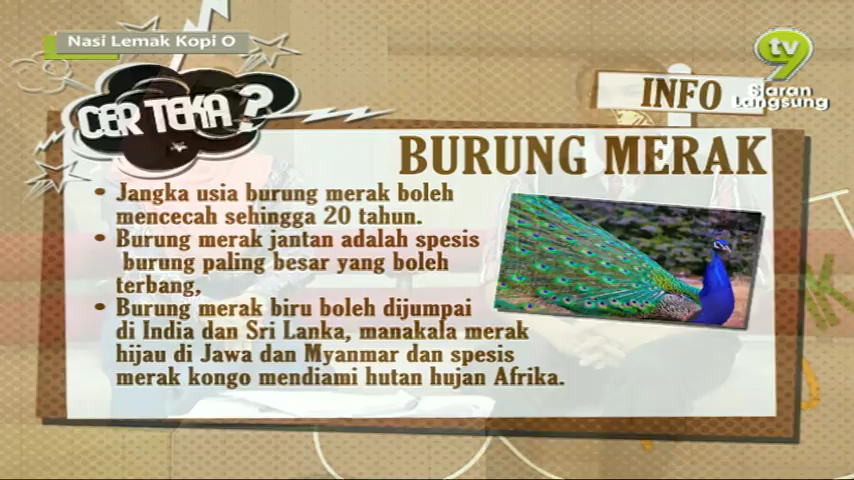 Nasi Lemak Kopi O
tv9
Siaran
Langsung
CER TEKA?
INFO
BURUNG MERAK
• Jangka usia burung merak boleh
mencecah sehingga 20 tahun.
• Burung merak jantan adalah spesis
burung paling besar yang boleh
terbang,
• Burung merak biru boleh dijumpai
di India dan Sri Lanka, manakala merak
hijau di Jawa dan Myanmar dan spesis
merak kongo mendiami hutan hujan Afrika.